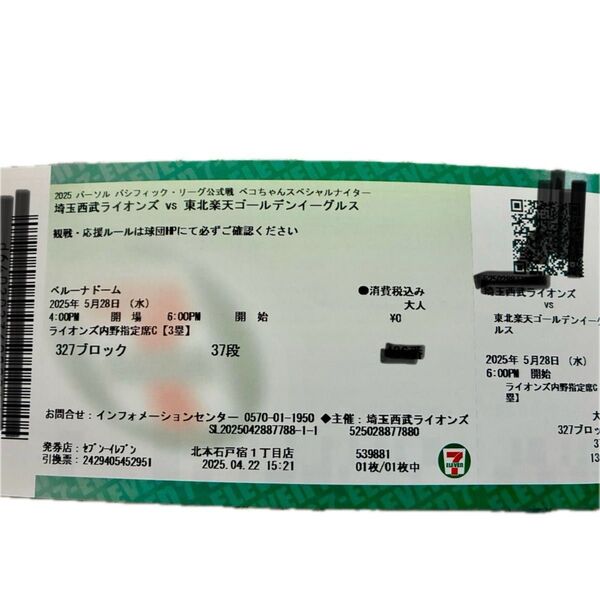 2025 パーソル パシフィック・リーグ公式戦 ペコちゃんスペシャルナイター
埼玉西武ライオンズ vs 東北楽天ゴールデンイーグルス
観戦・応援ルールは球団HPにて必ずご確認ください
ベルーナドーム
●消費税込み
2025年 5月28日 (水)
大人
4:00PM 開場 6:00PM 開始
¥0
ライオンズ内野指定席C【3塁】
327ブロック 37段
お問合せ:インフォメーションセンター 0570-01-1950 ◆主催: 埼玉西武ライオンズ
SL2025042887788-1-1 525028877880
発券店: セブン-イレブン 北本石戸宿1丁目店 539881
引換票: 2429405452951 2025.04.22 15:21 01枚/01枚中
7
ELEVEN
埼玉西武ライオンズ
vs
東北楽天ゴールデンイーグ
ルス
2025年 5月28日 (水)
6:00PM 開始
ライオンズ内野指定席C
塁】
327ブロッ